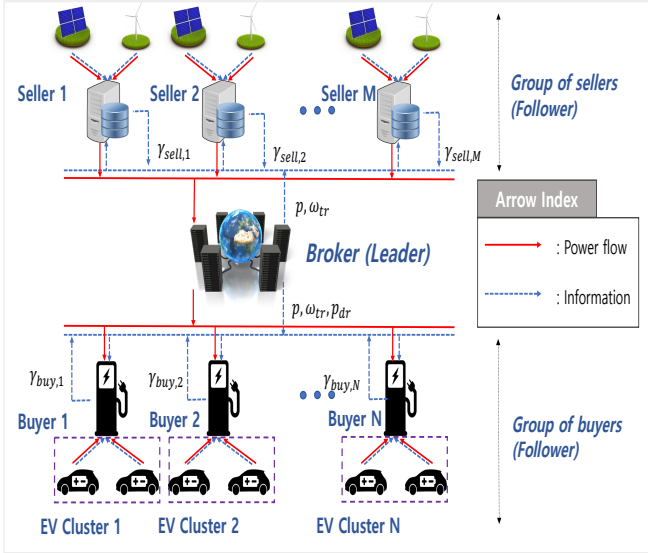 Seller 1
Seller 2
Seller M
Group of sellers
(Follower)
γsell,1
γsell,2
γsell,M
p, ωtr
Arrow Index
: Power flow
: Information
Broker (Leader)
p, ωtr, pdr
γbuy,1
γbuy,2
γbuy,N
Buyer 1
Buyer 2
Buyer N
Group of buyers
(Follower)
EV Cluster 1
EV Cluster 2
EV Cluster N